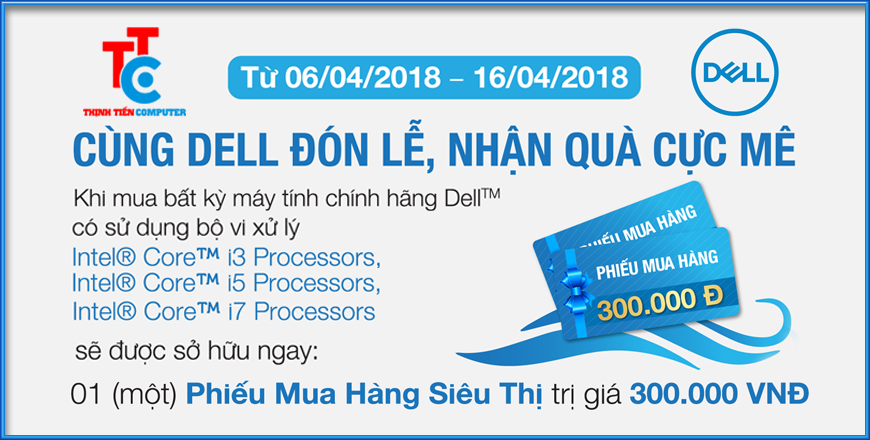 TTC
THỊNH TIẾN COMPUTER
Từ 06/04/2018 – 16/04/2018
DELL
CÙNG DELL ĐÓN LỄ, NHẬN QUÀ CỰC MÊ
Khi mua bất kỳ máy tính chính hãng Dell™
có sử dụng bộ vi xử lý
Intel® Core™ i3 Processors,
Intel® Core™ i5 Processors,
Intel® Core™ i7 Processors
PHIẾU MUA HÀNG
PHIẾU MUA HÀNG
300.000 Đ
sẽ được sở hữu ngay:
01 (một) Phiếu Mua Hàng Siêu Thị trị giá 300.000 VNĐ